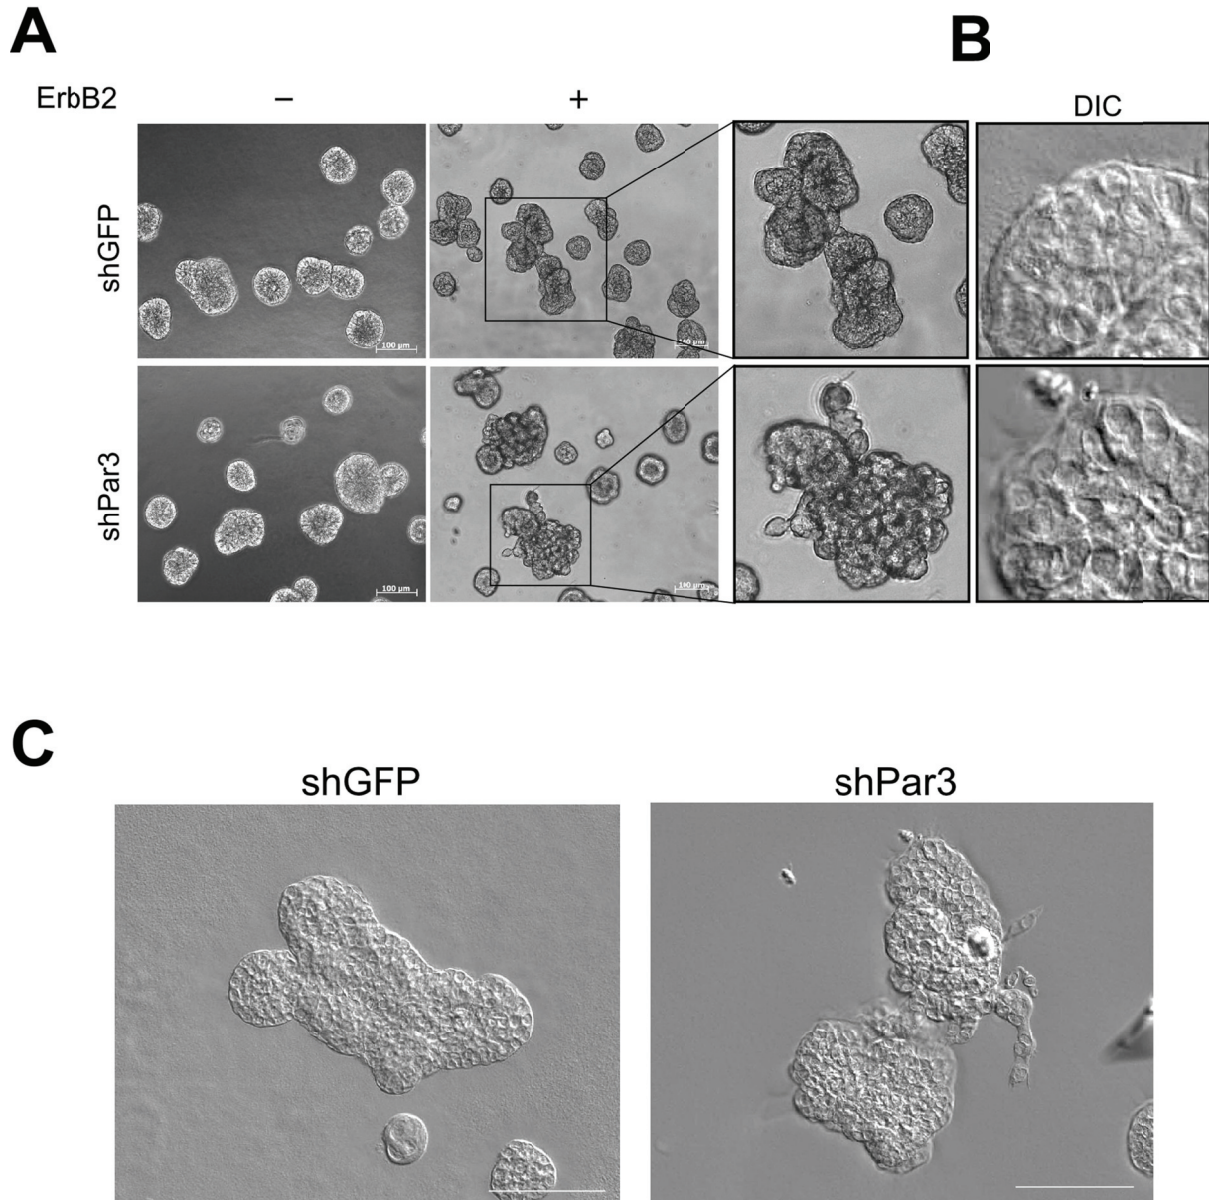 A
B
ErbB2 − +
DIC
shGFP
100 µm
shPar3
100 µm
C
shGFP shPar3